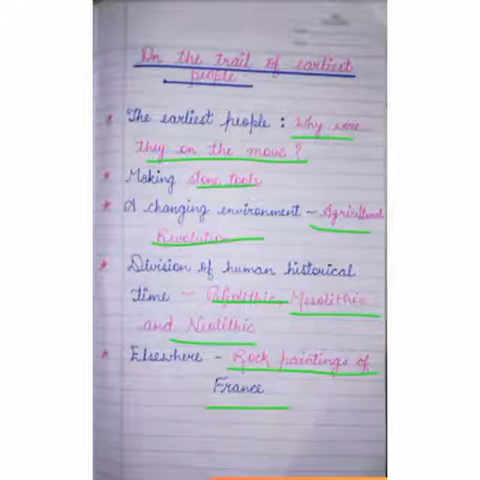 On the trail of earliest
people
* The earliest people : Why were
they on the move ?
* Making stone tools
* A changing environment ~ Agricultural
Revolution
* Division of human historical
Time ~ Mesolithic
and Neolithic
* Elsewhere - Rock paintings of
France